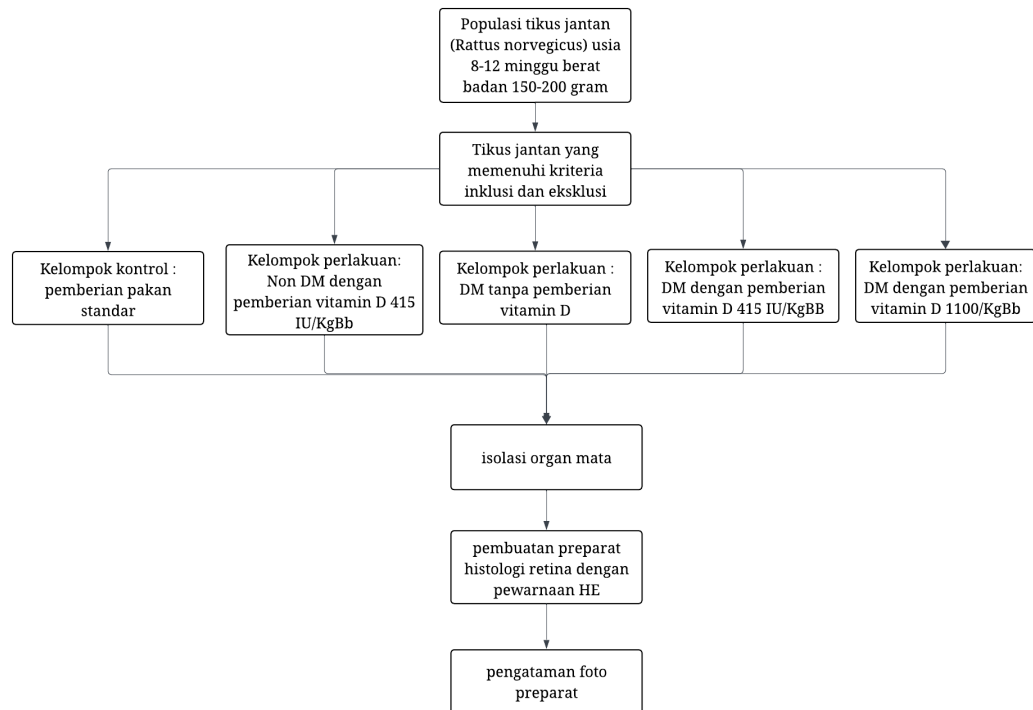 Populasi tikus jantan
(Rattus norvegicus) usia
8-12 minggu berat
badan 150-200 gram
Tikus jantan yang
memenuhi kriteria
inklusi dan eksklusi
Kelompok kontrol :
pemberian pakan
standar
Kelompok perlakuan:
Non DM dengan
pemberian vitamin D 415
IU/KgBb
Kelompok perlakuan :
DM tanpa pemberian
vitamin D
Kelompok perlakuan :
DM dengan pemberian
vitamin D 415 IU/KgBB
Kelompok perlakuan:
DM dengan pemberian
vitamin D 1100/KgBb
isolasi organ mata
pembuatan preparat
histologi retina dengan
pewarnaan HE
pengataman foto
preparat